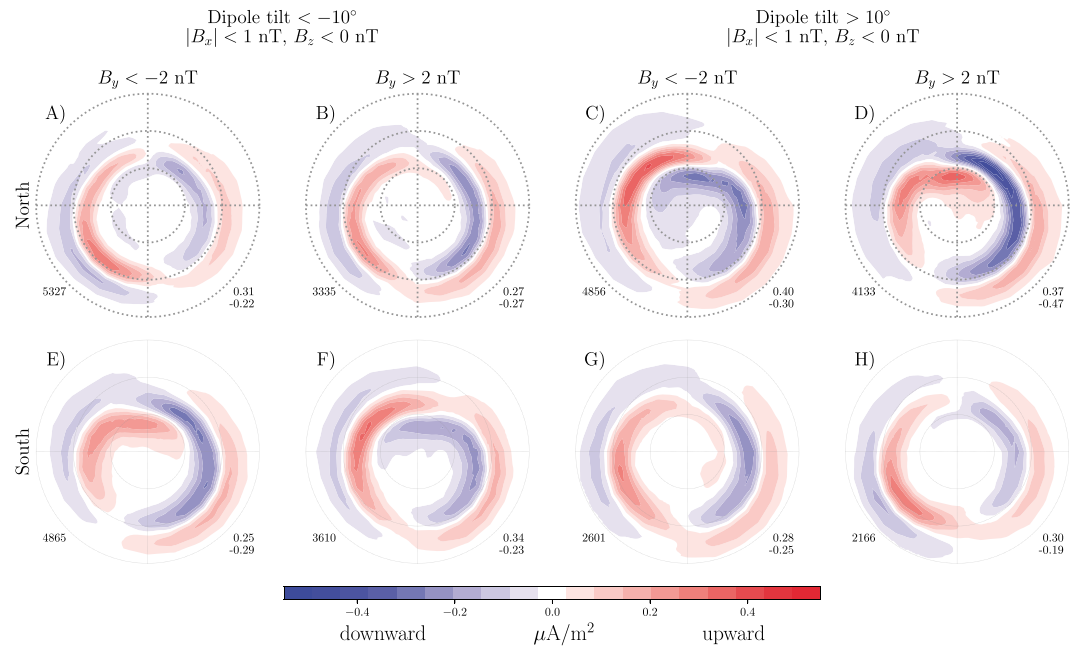 Dipole tilt < −10°
|Bx| < 1 nT, Bz < 0 nT
Dipole tilt > 10°
|Bx| < 1 nT, Bz < 0 nT
By < −2 nT
By > 2 nT
By < −2 nT
By > 2 nT
North
A)
5327
0.31
-0.22
B)
3335
0.27
-0.27
C)
4856
0.40
-0.30
D)
4133
0.37
-0.47
South
E)
4865
0.25
-0.29
F)
3610
0.34
-0.23
G)
2601
0.28
-0.25
H)
2166
0.30
-0.19
−0.4 −0.2 0.0 0.2 0.4
downward μA/m² upward